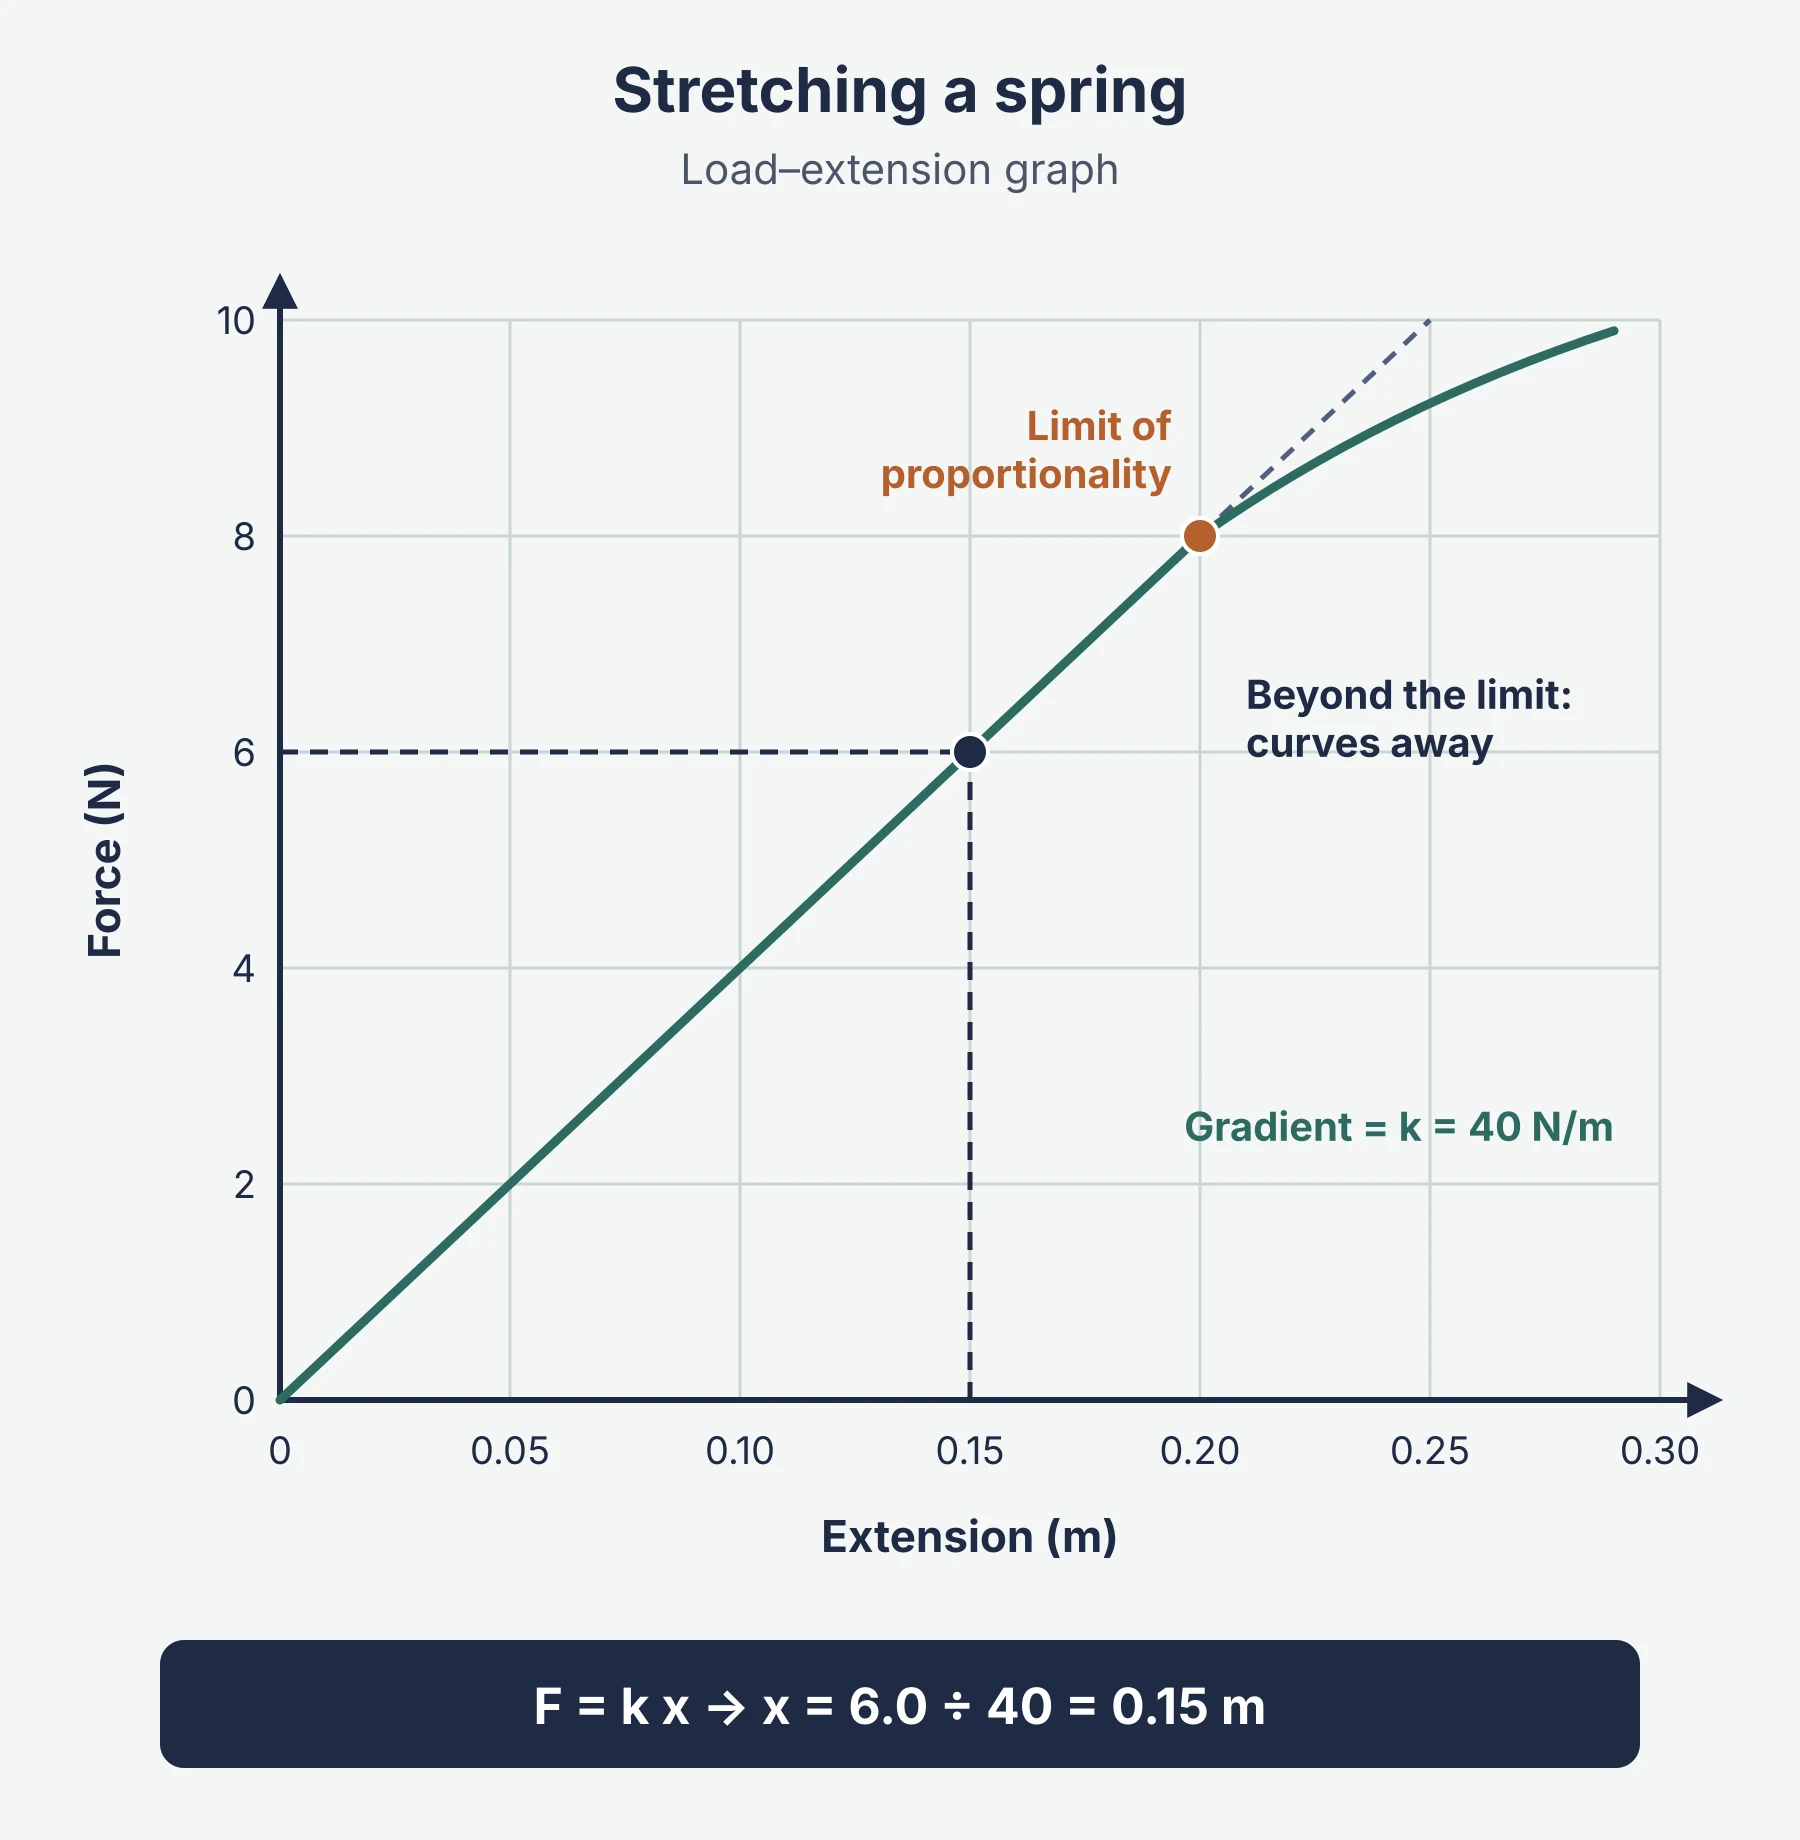 Stretching a spring
Load–extension graph
10
8
6
4
2
0
Force (N)
Limit of
proportionality
Beyond the limit:
curves away
Gradient = k = 40 N/m
0
0.05
0.10
0.15
0.20
0.25
0.30
Extension (m)
F = k x → x = 6.0 ÷ 40 = 0.15 m